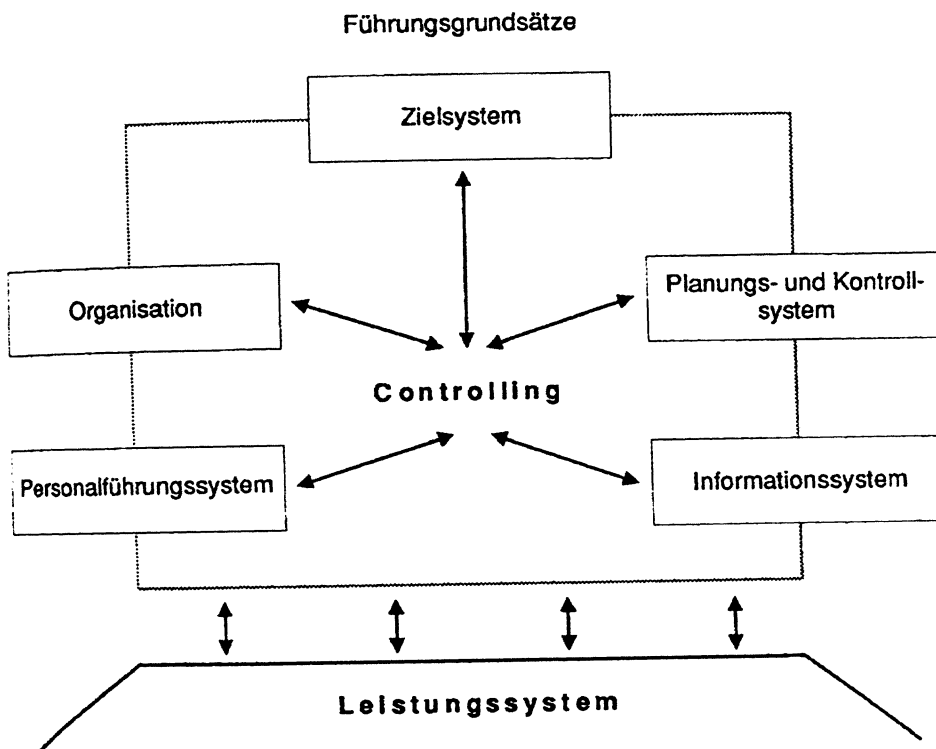 Führungsgrundsätze
Zielsystem
Organisation
Planungs- und Kontroll-
system
Controlling
Personalführungssystem
Informationssystem
Leistungssystem